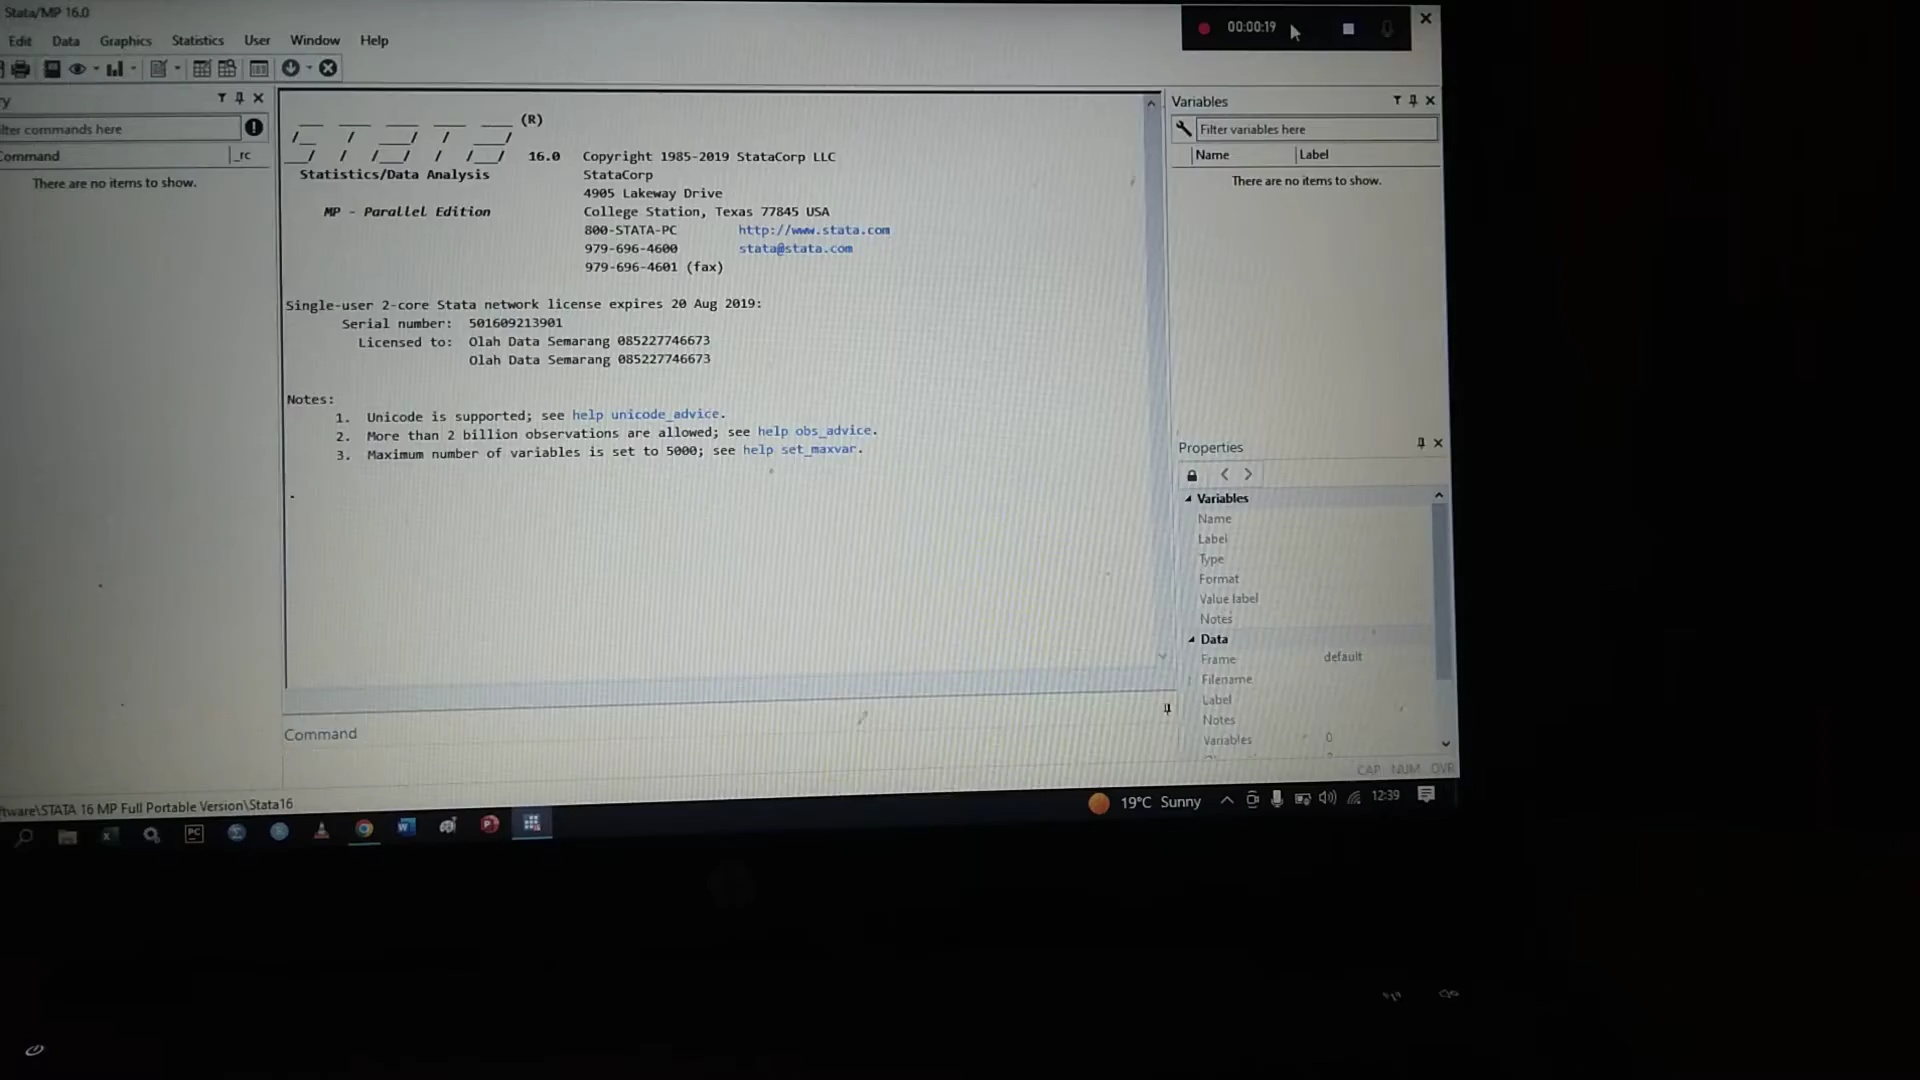 Stata/MP 16.0
00:00:19
Edit Data Graphics Statistics User Window Help
y
lter commands here
ommand _rc
There are no items to show.
(R)
16.0 Copyright 1985-2019 StataCorp LLC
Statistics/Data Analysis StataCorp
4905 Lakeway Drive
MP - Parallel Edition College Station, Texas 77845 USA
800-STATA-PC http://www.stata.com
979-696-4600 stata@stata.com
979-696-4601 (fax)
Single-user 2-core Stata network license expires 20 Aug 2019:
Serial number: 501609213901
Licensed to: Olah Data Semarang 085227746673
Olah Data Semarang 085227746673
Notes:
1. Unicode is supported; see help unicode_advice.
2. More than 2 billion observations are allowed; see help obs_advice.
3. Maximum number of variables is set to 5000; see help set_maxvar.
.
Command
Variables
Filter variables here
Name Label
There are no items to show.
Properties
Variables
Name
Label
Type
Format
Value label
Notes
Data
Frame default
Filename
Label
Notes
Variables 0
CAP NUM OVR
ftware\STATA 16 MP Full Portable Version\Stata16
19°C Sunny 12:39